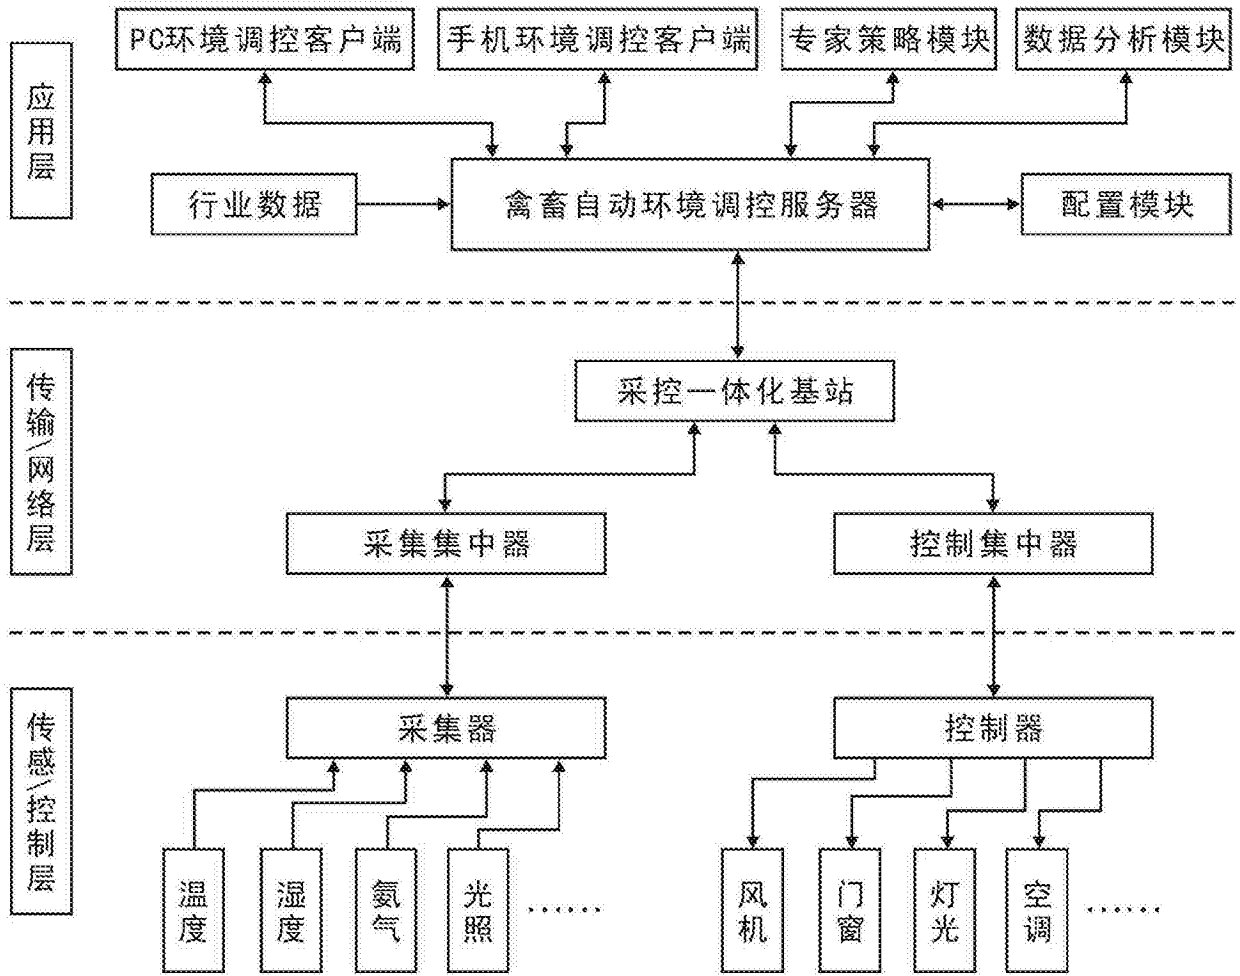 PC环境调控客户端
手机环境调控客户端
专家策略模块
数据分析模块
应用层
行业数据
禽畜自动环境调控服务器
配置模块
传输\网络层
采控一体化基站
采集集中器
控制集中器
传感\控制层
采集器
控制器
温度
湿度
氨气
光照
……
风机
门窗
灯光
空调
……